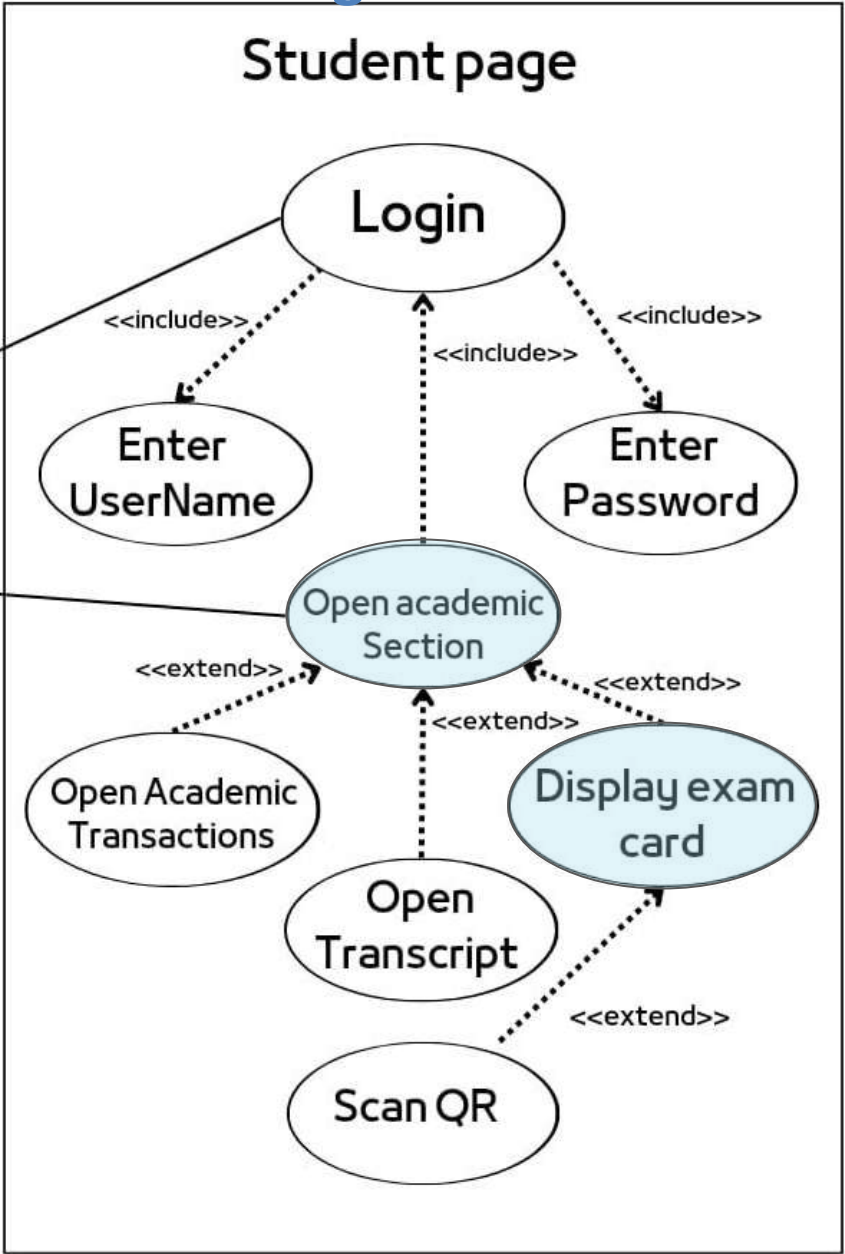 Student page
Login
<<include>>
<<include>>
<<include>>
Enter
UserName
Enter
Password
Open academic
Section
<<extend>>
<<extend>>
<<extend>>
Open Academic
Transactions
Display exam
card
Open
Transcript
<<extend>>
Scan QR